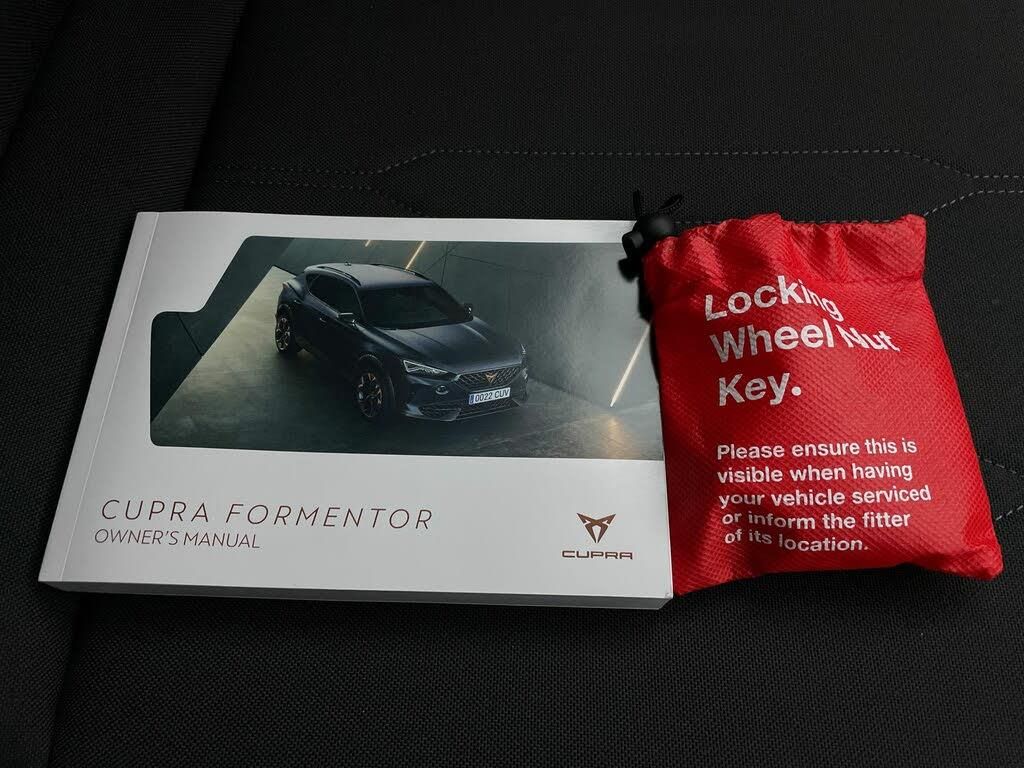 0022 CUV
CUPRA FORMENTOR
OWNER'S MANUAL
CUPRA
Locking
Wheel Nut
Key.
Please ensure this is
visible when having
your vehicle serviced
or inform the fitter
of its location.